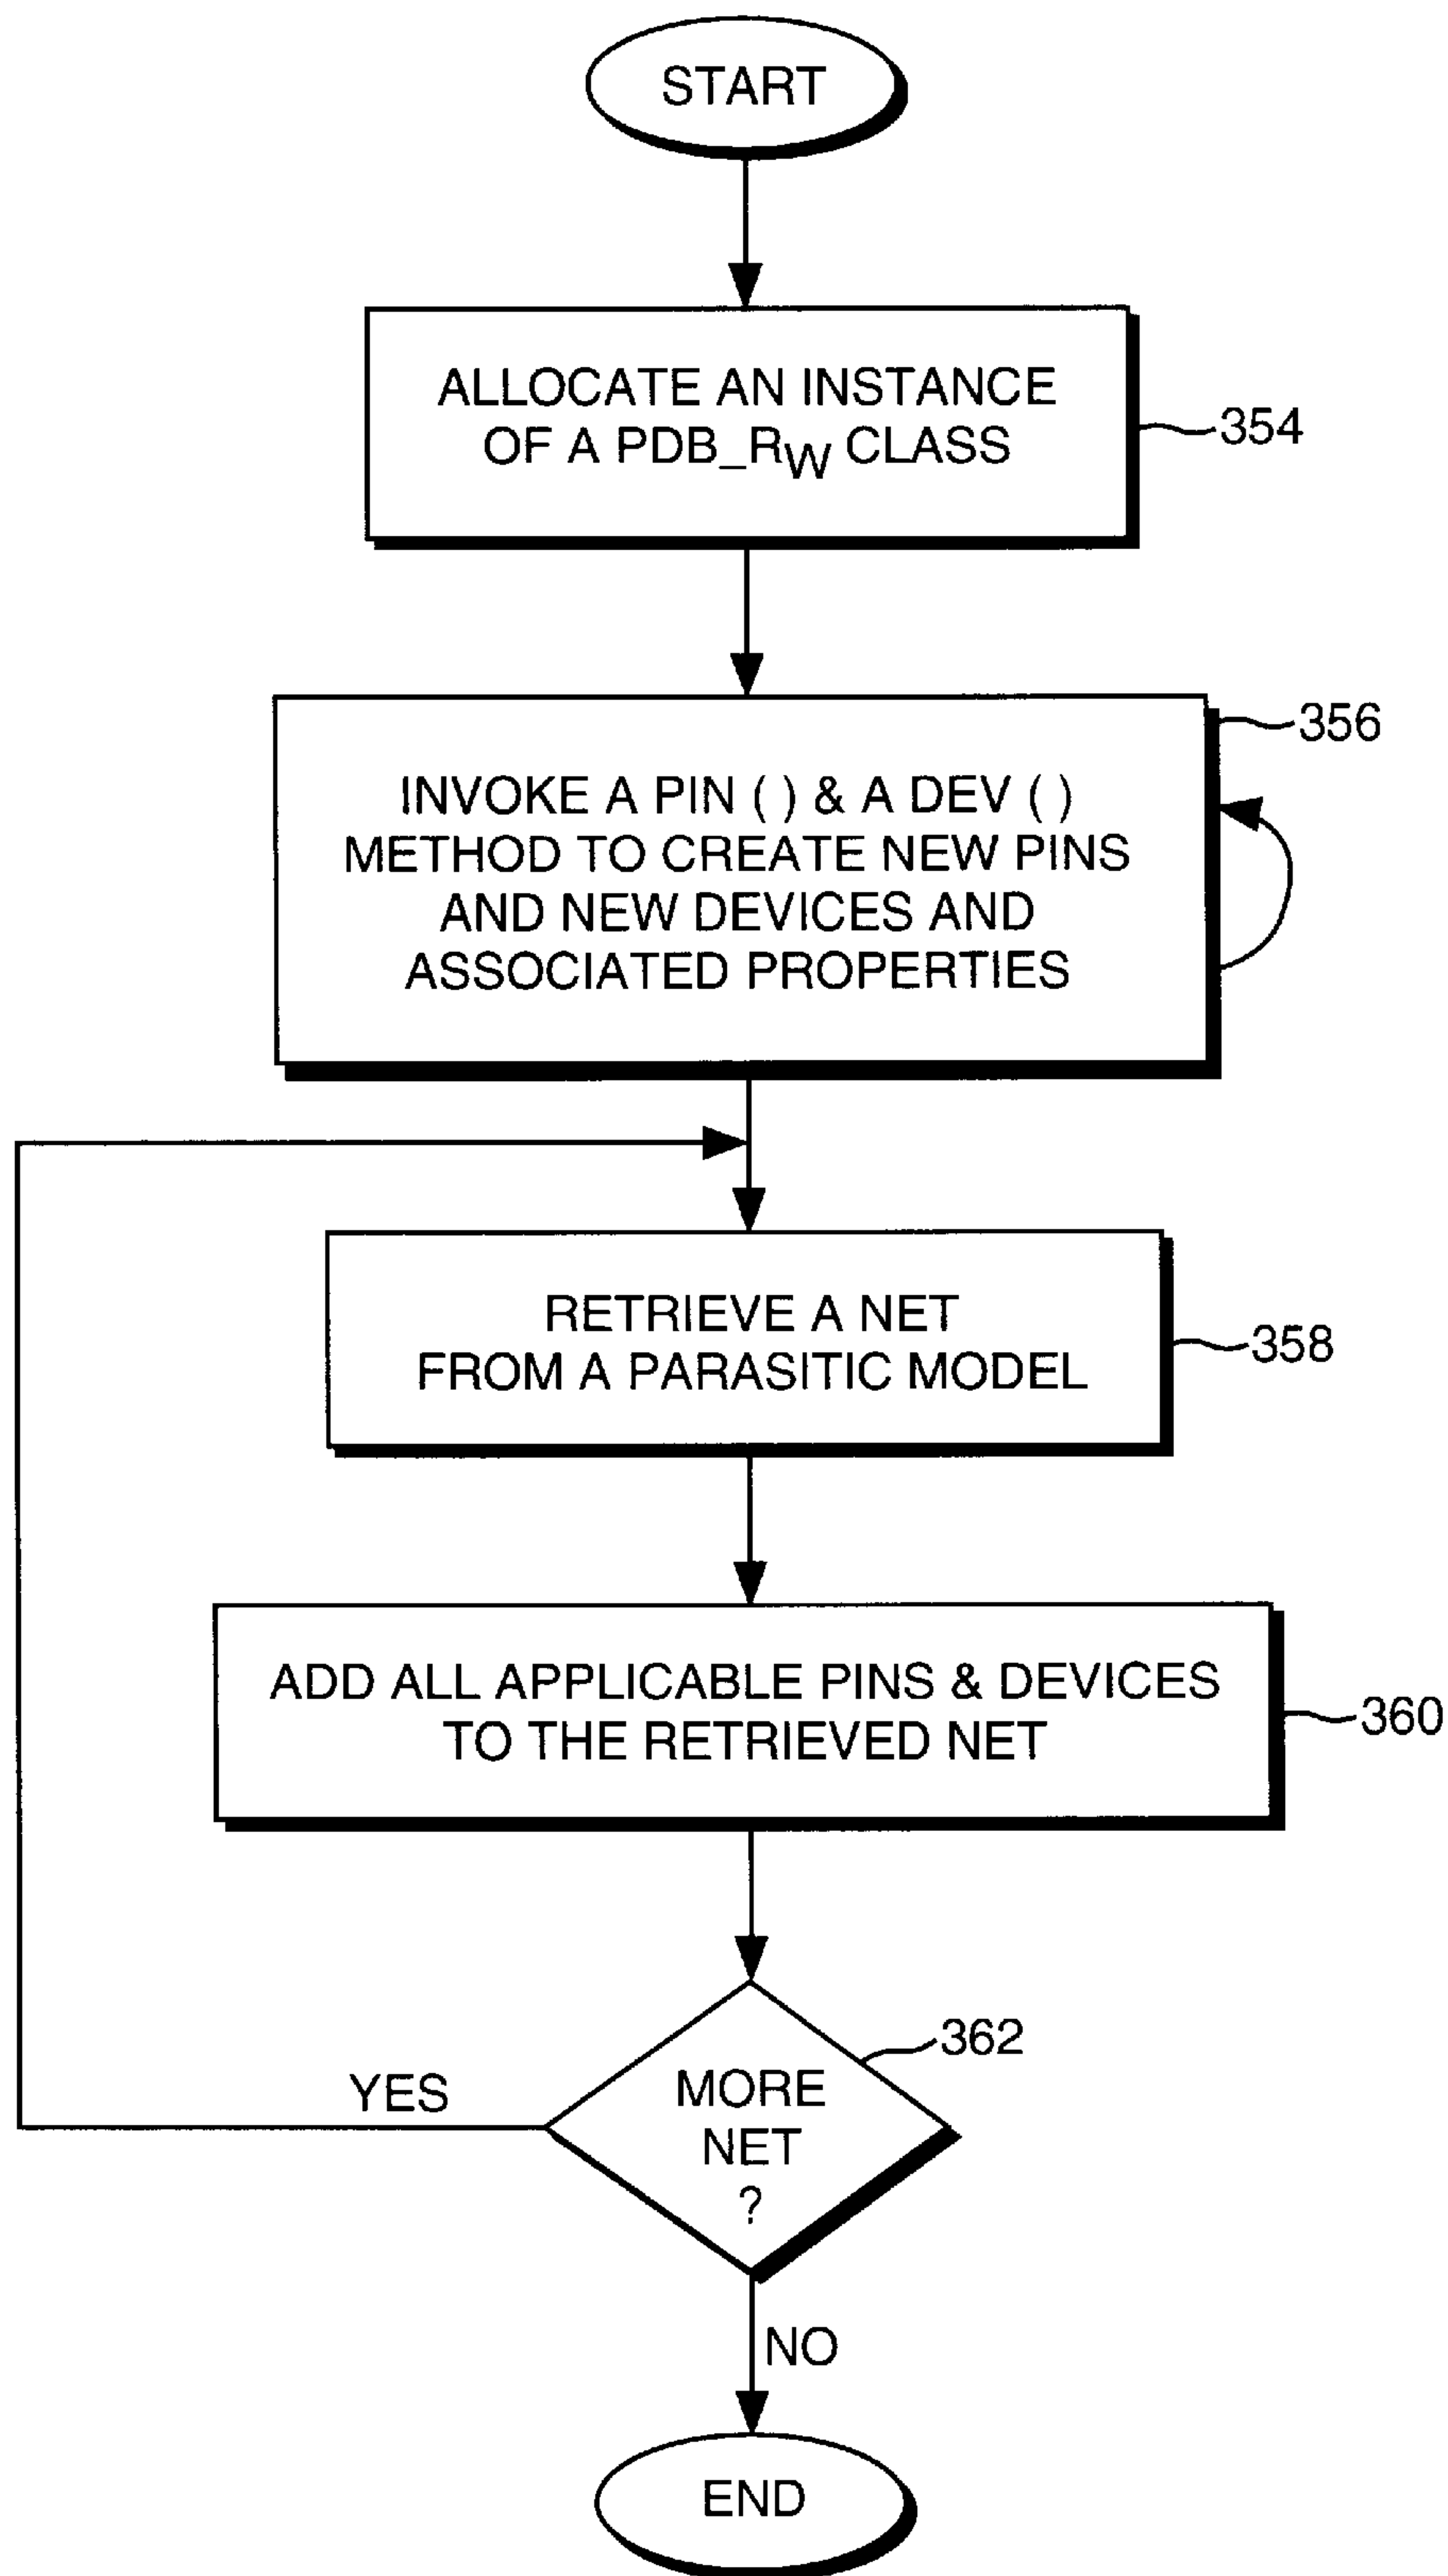 START
ALLOCATE AN INSTANCE
OF A PDB_RW CLASS
354
356
INVOKE A PIN ( ) & A DEV ( )
METHOD TO CREATE NEW PINS
AND NEW DEVICES AND
ASSOCIATED PROPERTIES
RETRIEVE A NET
FROM A PARASITIC MODEL
358
ADD ALL APPLICABLE PINS & DEVICES
TO THE RETRIEVED NET
360
362
MORE
NET
?
YES
NO
END